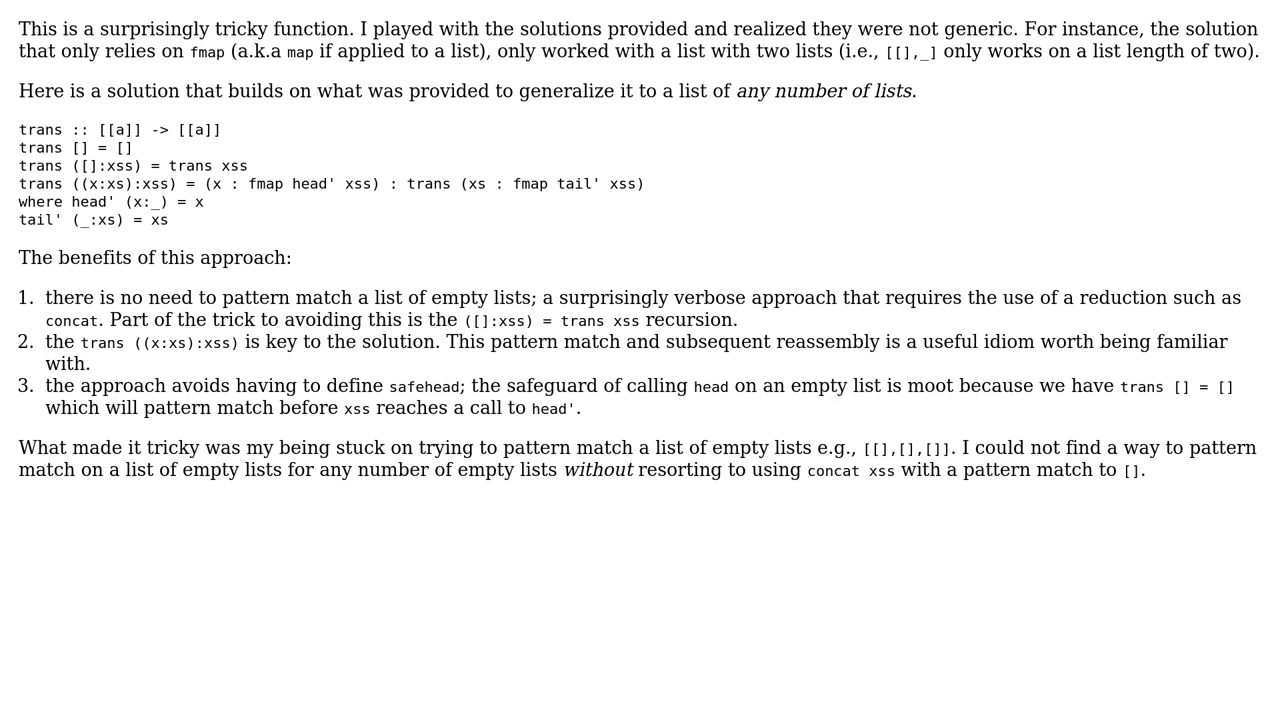 This is a surprisingly tricky function. I played with the solutions provided and realized they were not generic. For instance, the solution
that only relies on fmap (a.k.a map if applied to a list), only worked with a list with two lists (i.e., [[],_] only works on a list length of two).
Here is a solution that builds on what was provided to generalize it to a list of any number of lists.
trans :: [[a]] -> [[a]]
trans [] = []
trans ([]:xss) = trans xss
trans ((x:xs):xss) = (x : fmap head' xss) : trans (xs : fmap tail' xss)
where head' (x:_) = x
tail' (_:xs) = xs
The benefits of this approach:
1. there is no need to pattern match a list of empty lists; a surprisingly verbose approach that requires the use of a reduction such as
concat. Part of the trick to avoiding this is the ([]:xss) = trans xss recursion.
2. the trans ((x:xs):xss) is key to the solution. This pattern match and subsequent reassembly is a useful idiom worth being familiar
with.
3. the approach avoids having to define safehead; the safeguard of calling head on an empty list is moot because we have trans [] = []
which will pattern match before xss reaches a call to head'.
What made it tricky was my being stuck on trying to pattern match a list of empty lists e.g., [[],[],[]]. I could not find a way to pattern
match on a list of empty lists for any number of empty lists without resorting to using concat xss with a pattern match to [].